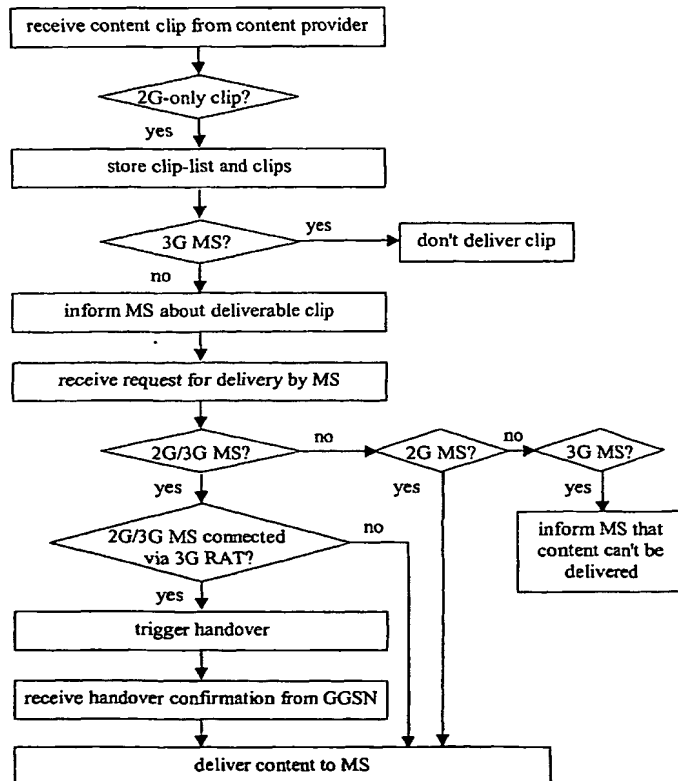 receive content clip from content provider
2G-only clip?
yes
store clip-list and clips
3G MS?
yes
don't deliver clip
no
inform MS about deliverable clip
receive request for delivery by MS
2G/3G MS?
no
2G MS?
no
3G MS?
yes
yes
yes
2G/3G MS connected
via 3G RAT?
no
inform MS that
content can't be
delivered
yes
trigger handover
receive handover confirmation from GGSN
deliver content to MS